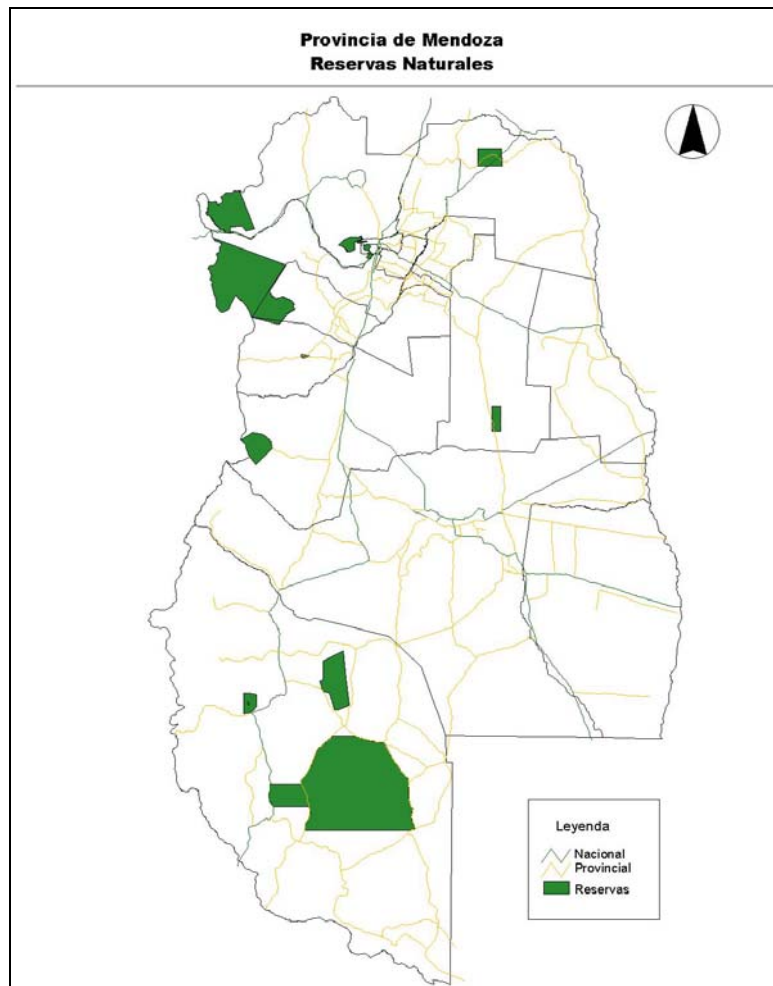 Provincia de Mendoza
Reservas Naturales
Leyenda
Nacional
Provincial
Reservas